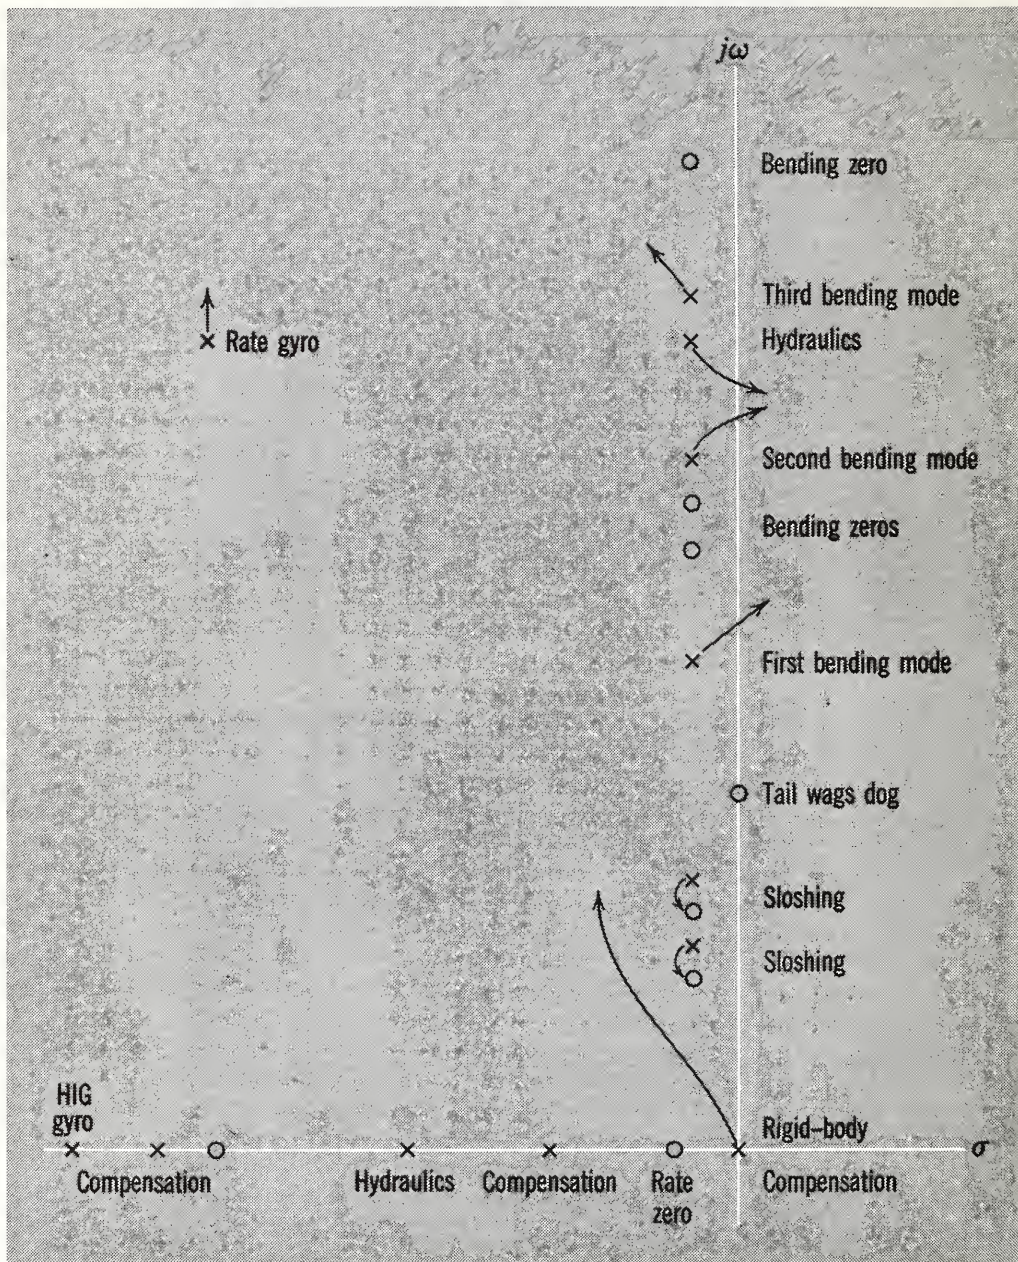 jω
Bending zero
Third bending mode
Rate gyro
Hydraulics
Second bending mode
Bending zeros
First bending mode
Tail wags dog
Sloshing
Sloshing
HIG
gyro
Rigid-body
σ
Compensation
Hydraulics
Compensation
Rate
zero
Compensation